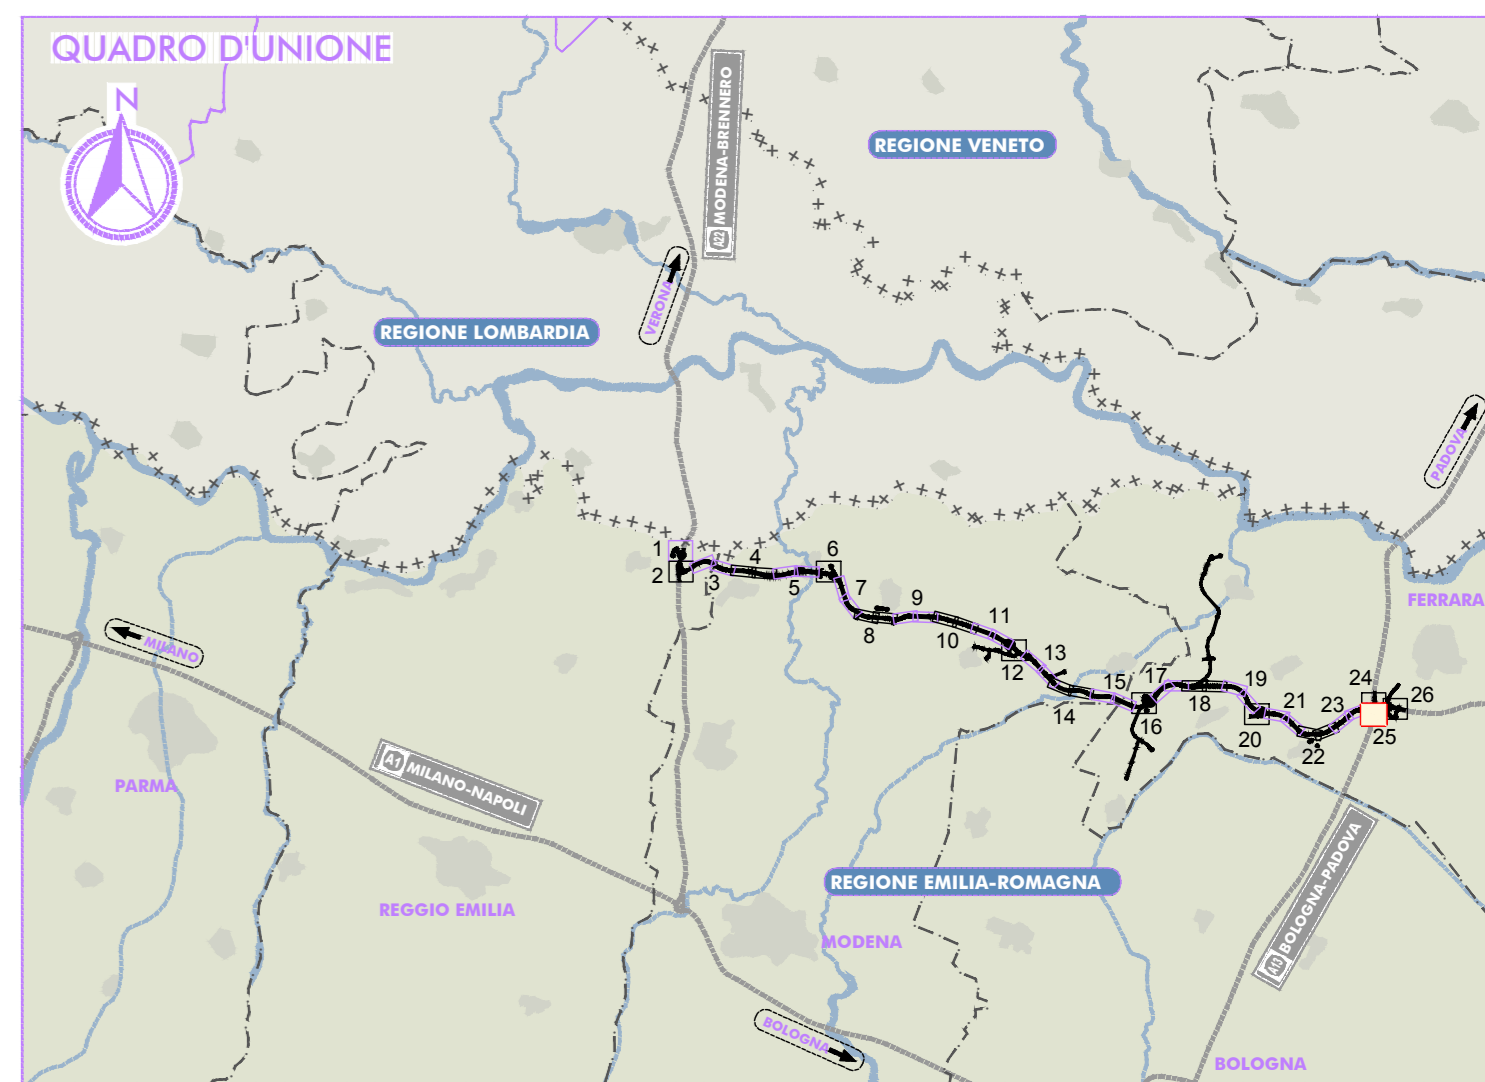 QUADRO D'UNIONE
N
A22 MODENA-BRENNERO
REGIONE VENETO
VERONA
REGIONE LOMBARDIA
PADOVA
1
2
3
4
5
6
7
8
9
10
11
12
13
14
15
16
17
18
19
20
21
22
23
24
25
26
FERRARA
MILANO
A1 MILANO-NAPOLI
PARMA
REGIONE EMILIA-ROMAGNA
A13 BOLOGNA-PADOVA
REGGIO EMILIA
MODENA
BOLOGNA
BOLOGNA